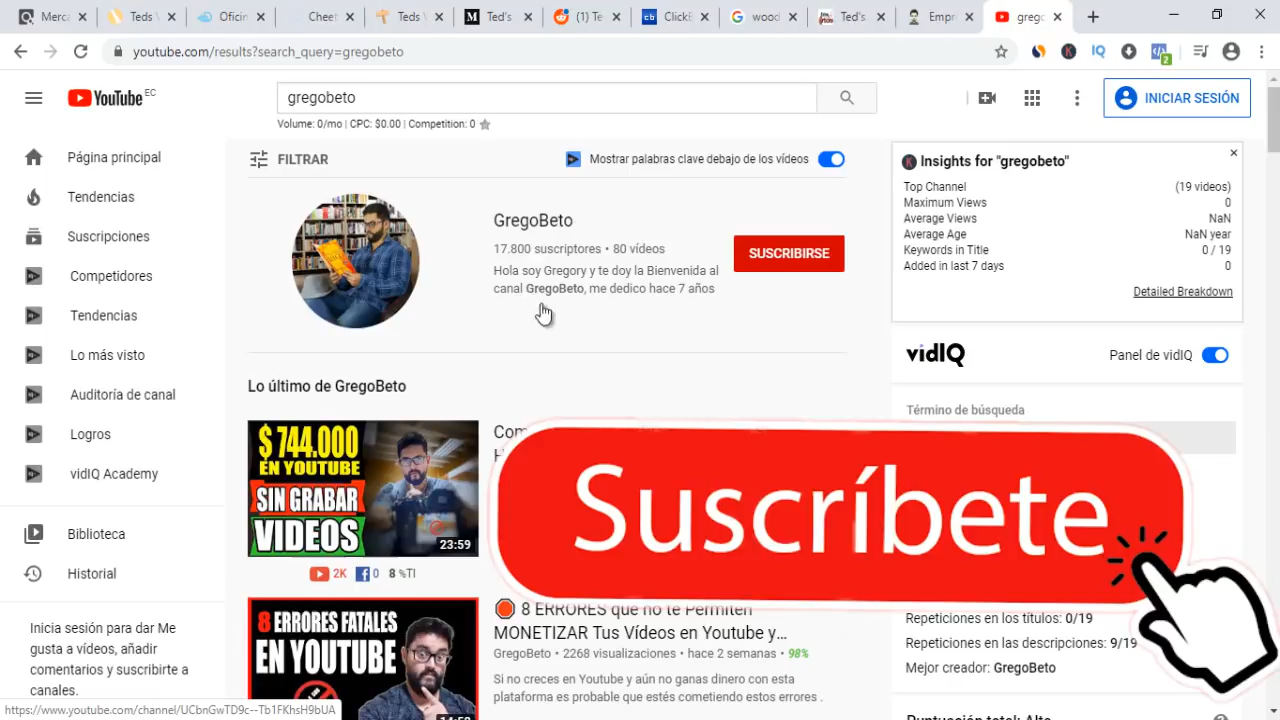 Merca
Teds V
Oficin
Cheet
Teds V
Ted's
(1) Te
ClickB
wood
Ted's
Empr
grego
youtube.com/results?search_query=gregobeto
IQ
2
YouTube EC
gregobeto
INICIAR SESIÓN
Volume: 0/mo | CPC: $0.00 | Competition: 0
Página principal
Tendencias
Suscripciones
Competidores
Tendencias
Lo más visto
Auditoría de canal
Logros
vidIQ Academy
Biblioteca
Historial
Inicia sesión para dar Me
gusta a vídeos, añadir
comentarios y suscribirte a
canales.
https://www.youtube.com/channel/UCbnGwTD9c--Tb1FKhsH9bUA
FILTRAR
Mostrar palabras clave debajo de los vídeos
GregoBeto
17.800 suscriptores • 80 vídeos
Hola soy Gregory y te doy la Bienvenida al
canal GregoBeto, me dedico hace 7 años
SUSCRIBIRSE
Lo último de GregoBeto
$ 744.000
EN YOUTUBE
SIN GRABAR
VIDEOS
23:59
2K 0 8 %TI
Suscríbete
8 ERRORES FATALES
EN YOUTUBE
8 ERRORES que no te Permiten
MONETIZAR Tus Vídeos en Youtube y...
GregoBeto • 2268 visualizaciones • hace 2 semanas • 98%
Si no creces en Youtube y aún no ganas dinero con esta
plataforma es probable que estés cometiendo estos errores .
Insights for "gregobeto"
Top Channel (19 videos)
Maximum Views 0
Average Views NaN
Average Age NaN year
Keywords in Title 0 / 19
Added in last 7 days 0
Detailed Breakdown
vidIQ
Panel de vidIQ
Término de búsqueda
Repeticiones en los títulos: 0/19
Repeticiones en las descripciones: 9/19
Mejor creador: GregoBeto
Puntuación total: Alto